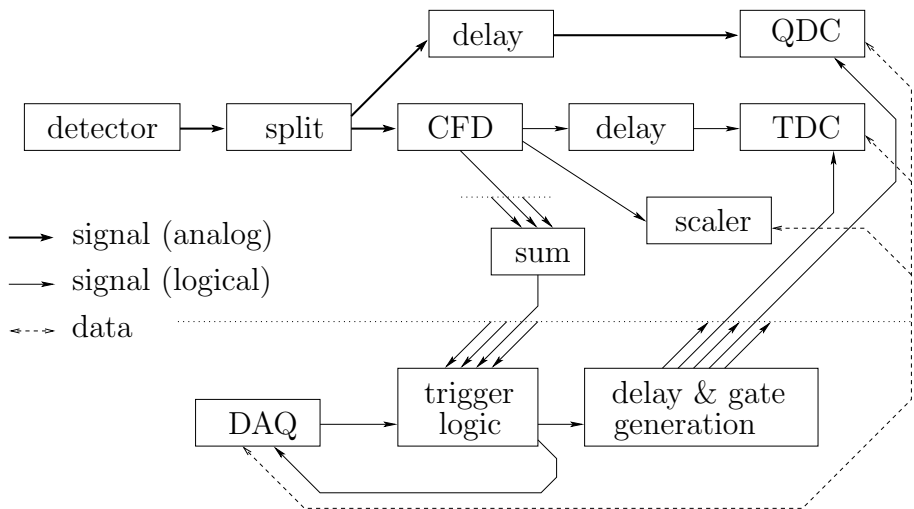 delay
QDC
detector
split
CFD
delay
TDC
scaler
signal (analog)
sum
signal (logical)
data
trigger
logic
delay & gate
generation
DAQ